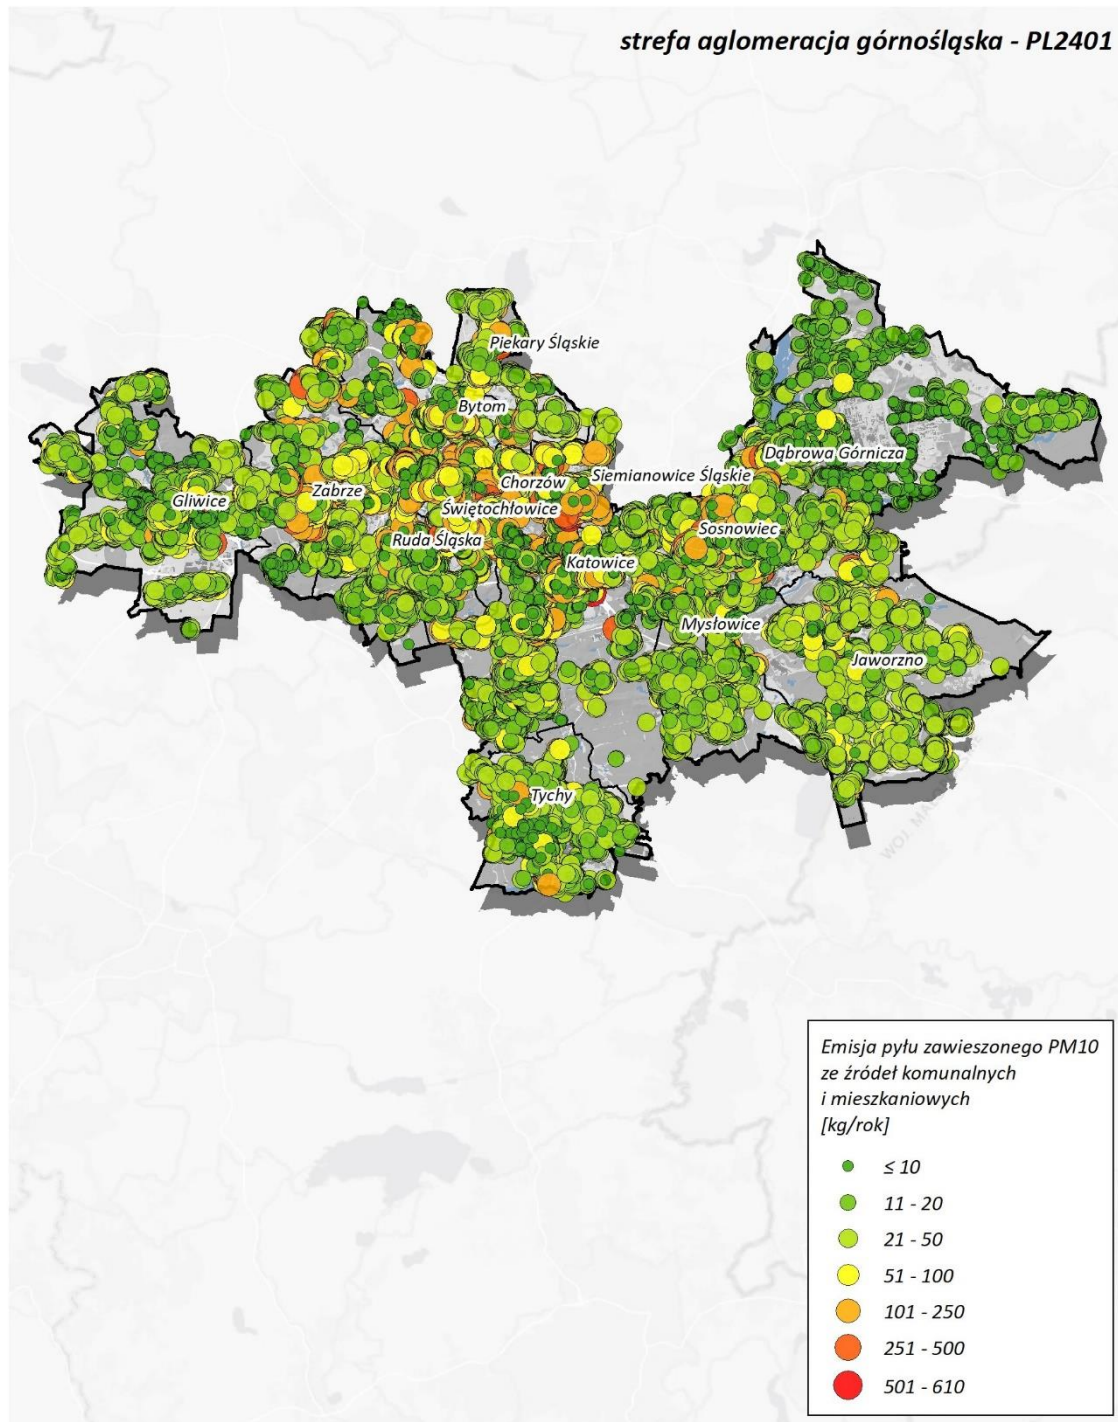 strefa aglomeracja górnośląska - PL2401
Piekary Śląskie
Bytom
Dąbrowa Górnicza
Siemianowice Śląskie
Chorzów
Zabrze
Gliwice
Świętochłowice
Sosnowiec
Ruda Śląska
Katowice
Mysłowice
Jaworzno
Tychy
Emisja pyłu zawieszonego PM10
ze źródeł komunalnych
i mieszkaniowych
[kg/rok]
≤ 10
11 - 20
21 - 50
51 - 100
101 - 250
251 - 500
501 - 610